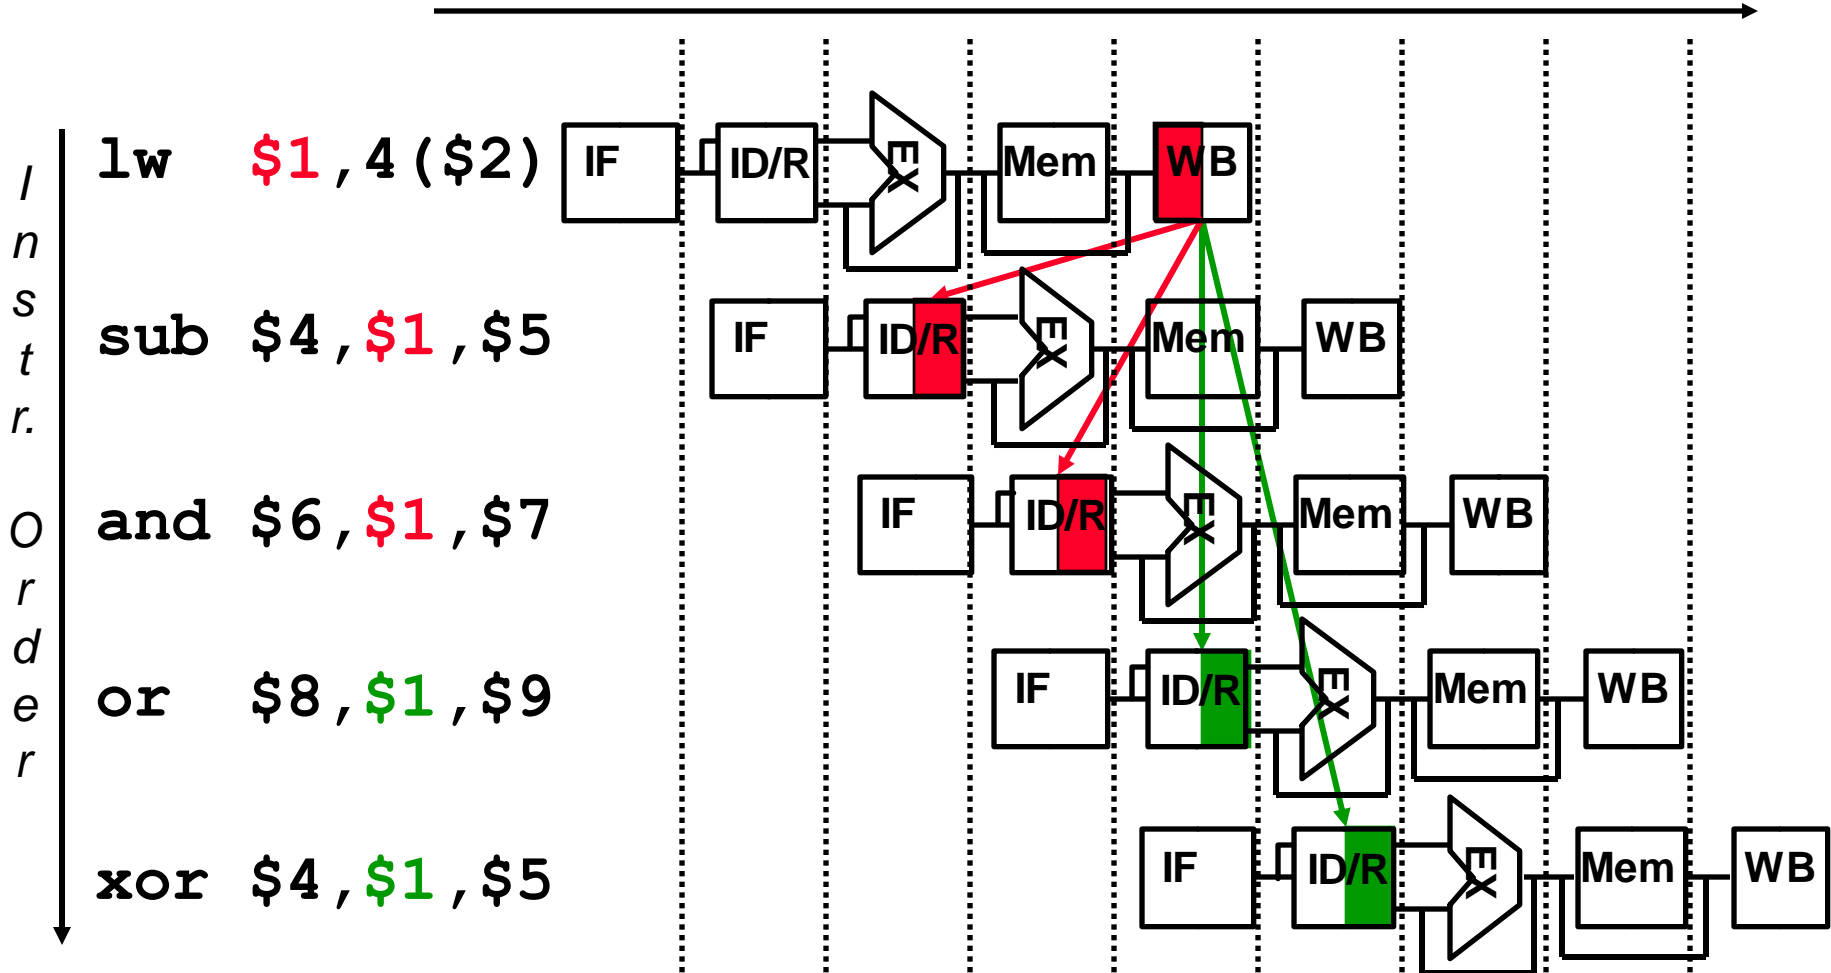 Instr. Order
lw $1,4($2) IF ID/R EX Mem WB
sub $4,$1,$5 IF ID/R EX Mem WB
and $6,$1,$7 IF ID/R EX Mem WB
or $8,$1,$9 IF ID/R EX Mem WB
xor $4,$1,$5 IF ID/R EX Mem WB